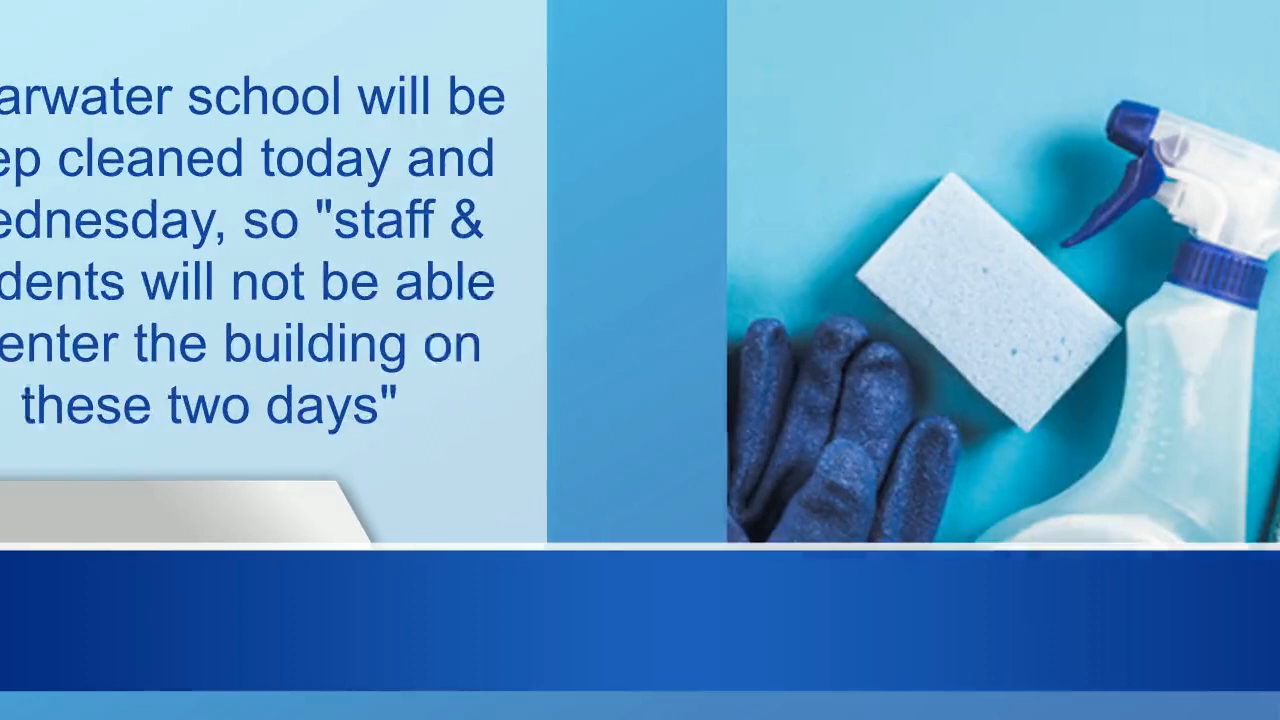 arwater school will be
ep cleaned today and
ednesday, so "staff &
dents will not be able
enter the building on
these two days"